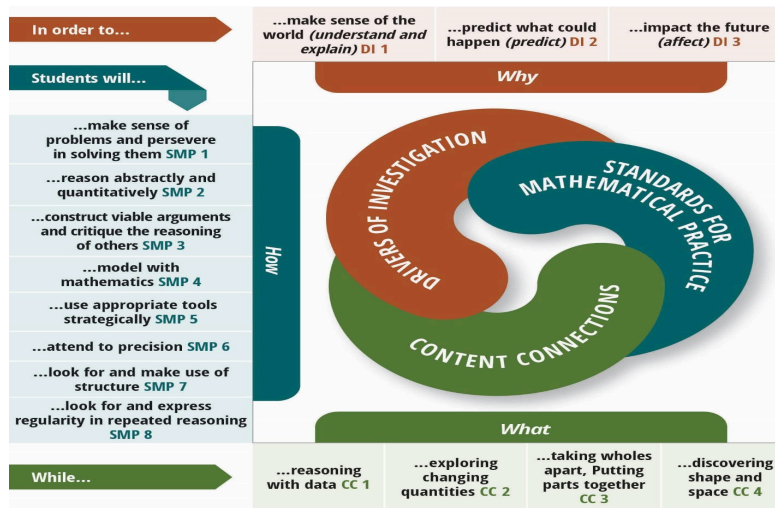 In order to...
...make sense of the
world (understand and
explain) DI 1
...predict what could
happen (predict) DI 2
...impact the future
(affect) DI 3
Students will...
Why
...make sense of
problems and persevere
in solving them SMP 1
...reason abstractly and
quantitatively SMP 2
...construct viable arguments
and critique the reasoning
of others SMP 3
...model with
mathematics SMP 4
...use appropriate tools
strategically SMP 5
...attend to precision SMP 6
...look for and make use of
structure SMP 7
...look for and express
regularity in repeated reasoning
SMP 8
How
DRIVERS OF INVESTIGATION
STANDARDS FOR
MATHEMATICAL PRACTICE
CONTENT CONNECTIONS
What
While...
...reasoning
with data CC 1
...exploring
changing
quantities CC 2
...taking wholes
apart, Putting
parts together
CC 3
...discovering
shape and
space CC 4